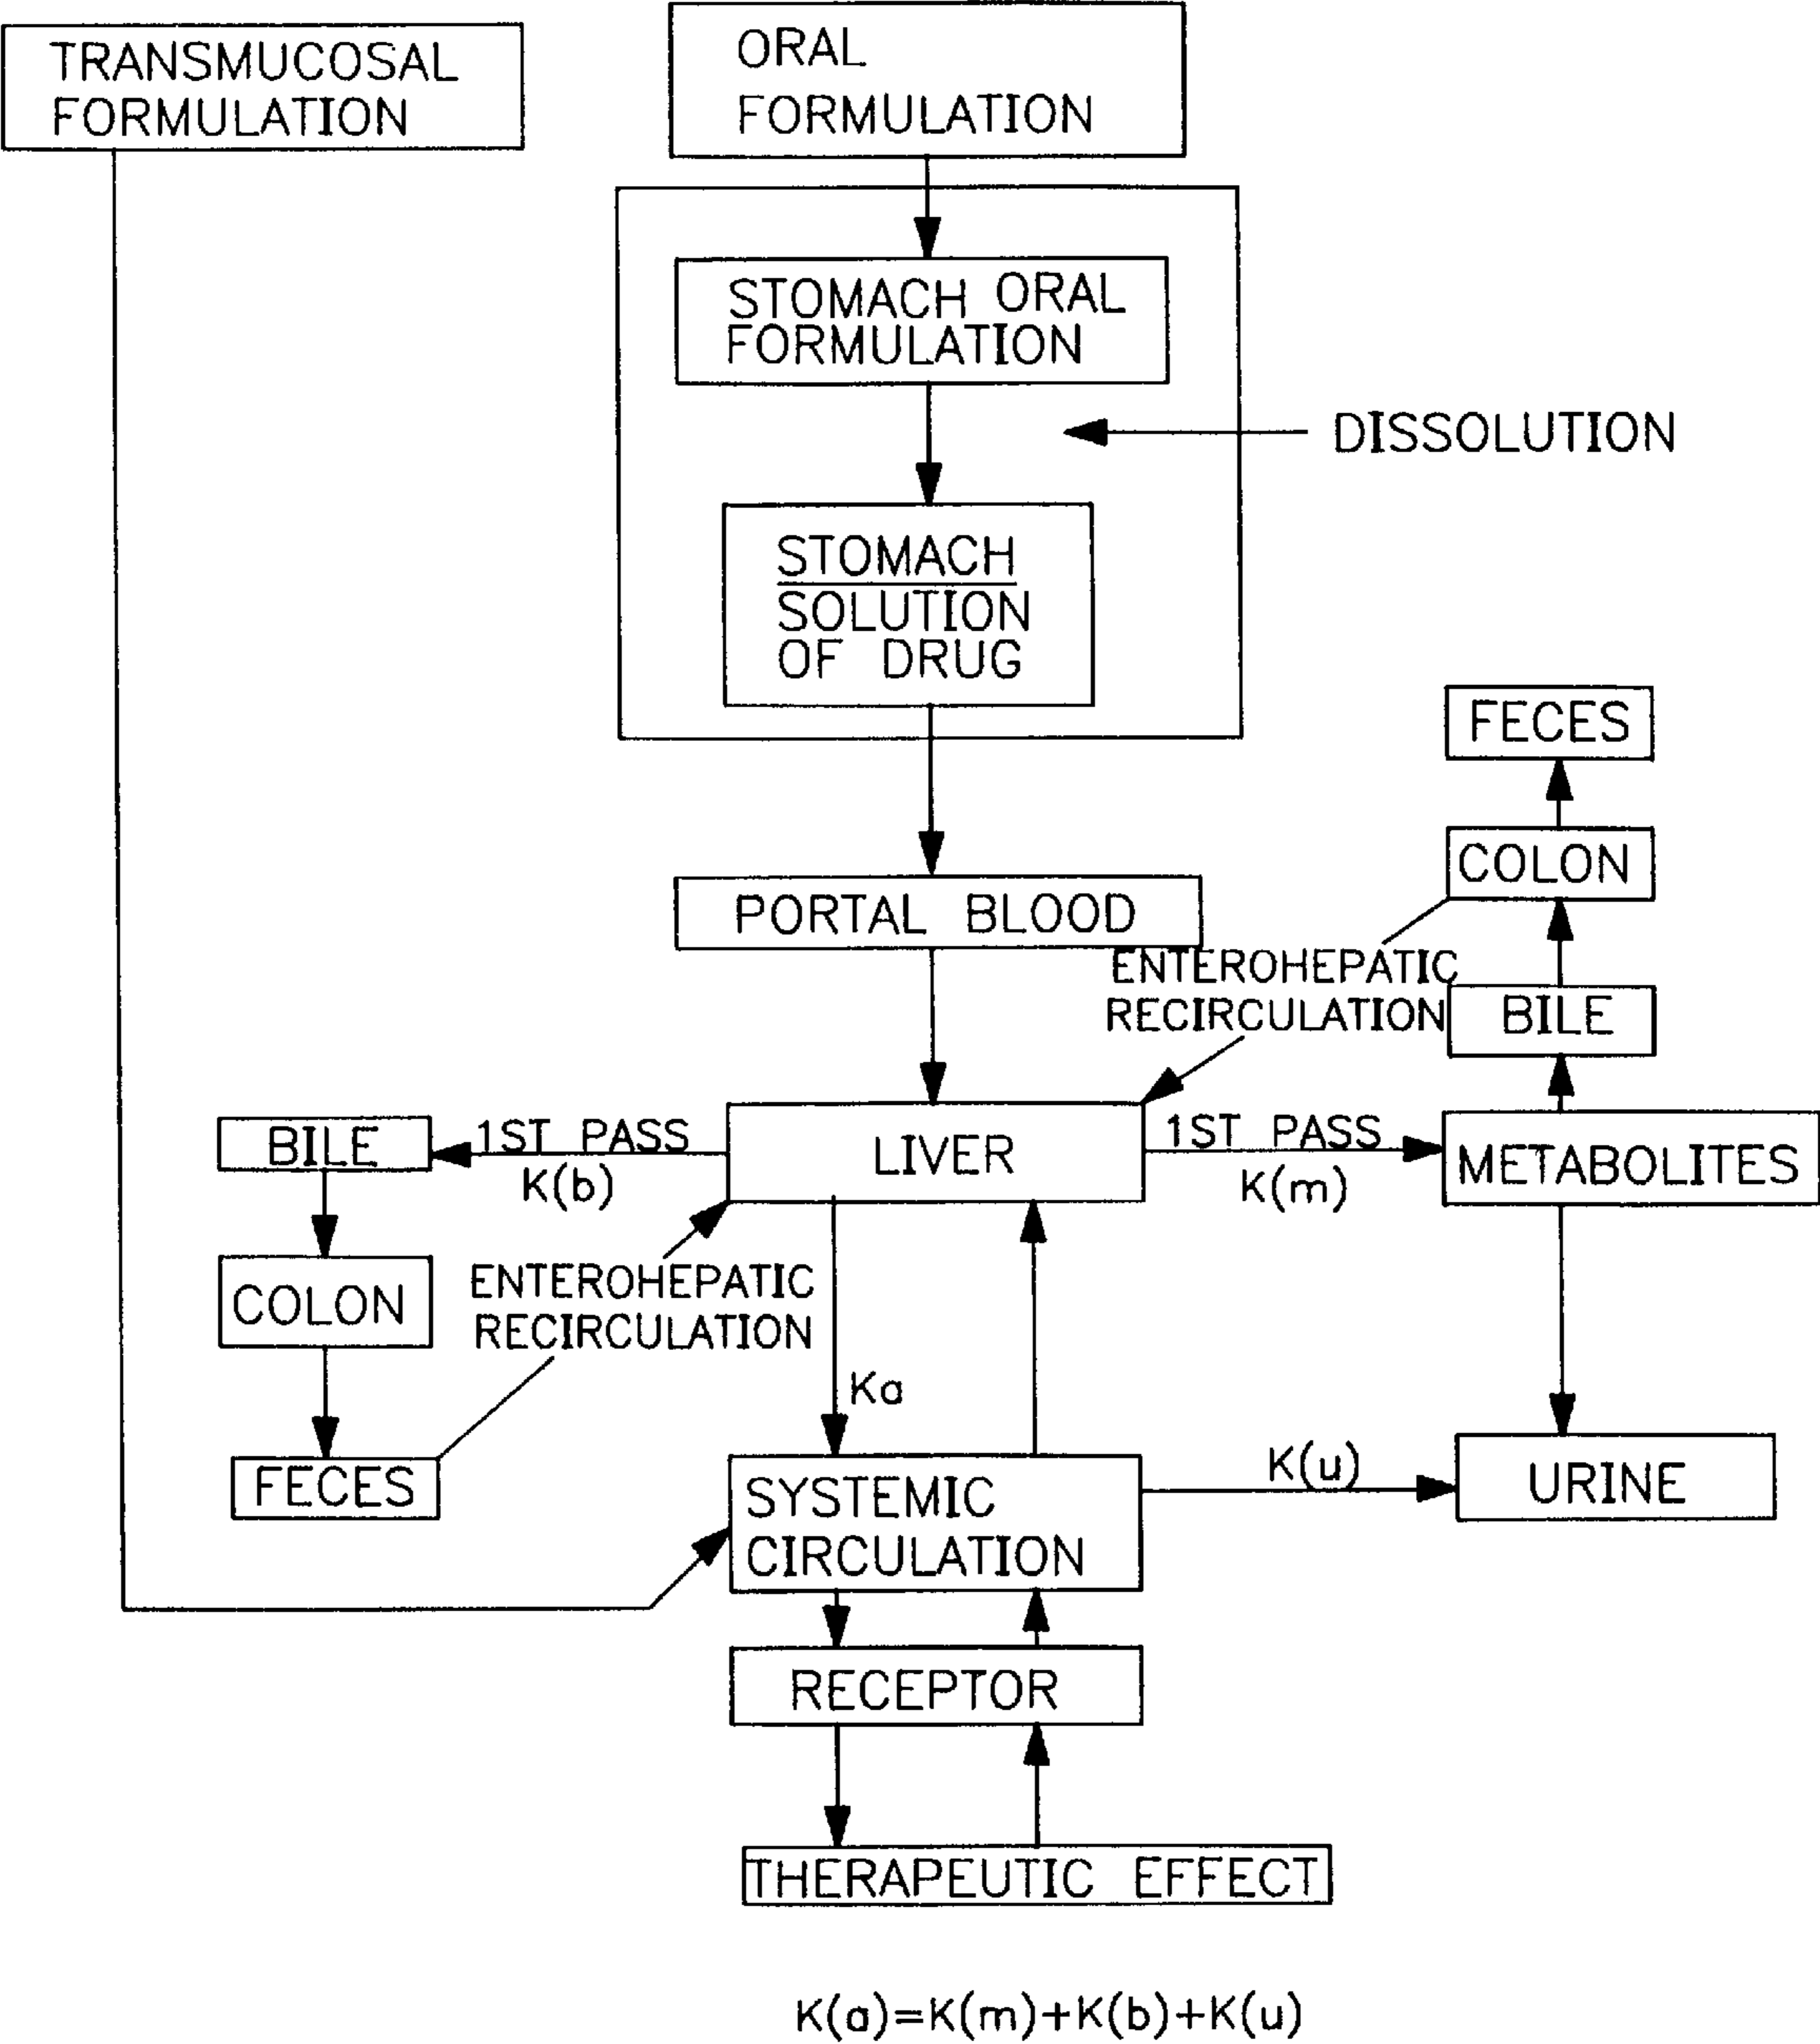 TRANSMUCOSAL
FORMULATION
ORAL
FORMULATION
STOMACH ORAL
FORMULATION
DISSOLUTION
STOMACH
SOLUTION
OF DRUG
FECES
COLON
PORTAL BLOOD
ENTEROHEPATIC
RECIRCULATION
BILE
BILE
1ST PASS
K(b)
LIVER
1ST PASS
K(m)
METABOLITES
COLON
ENTEROHEPATIC
RECIRCULATION
Ka
FECES
SYSTEMIC
CIRCULATION
K(u)
URINE
RECEPTOR
THERAPEUTIC EFFECT
K(a)=K(m)+K(b)+K(u)